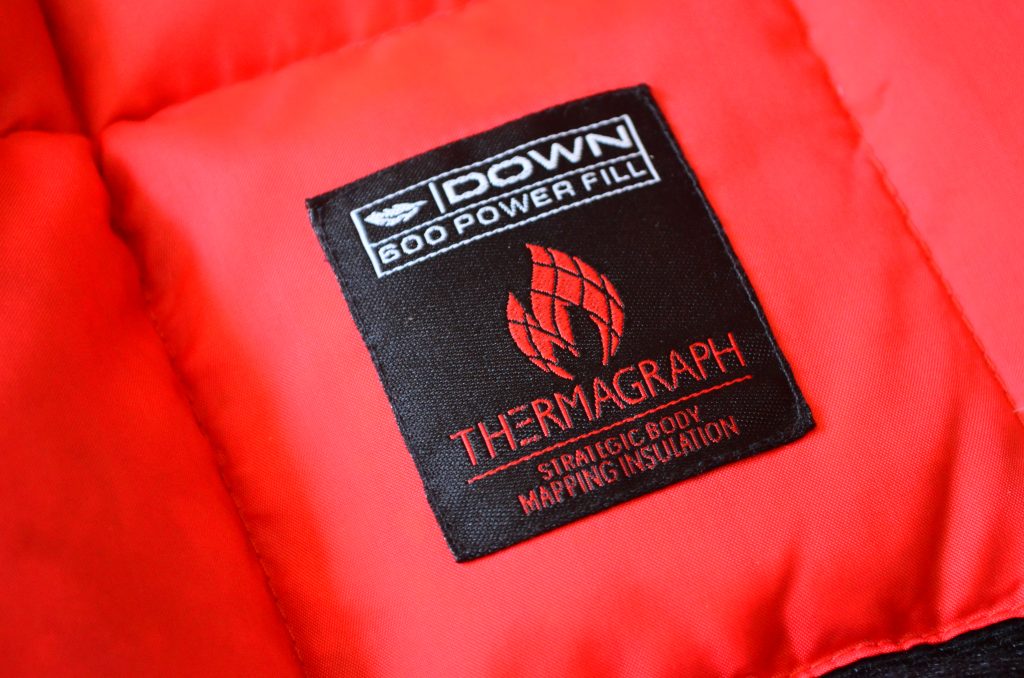 DOWN
600 POWER FILL
THERMAGRAPH
STRATEGIC BODY
MAPPING INSULATION